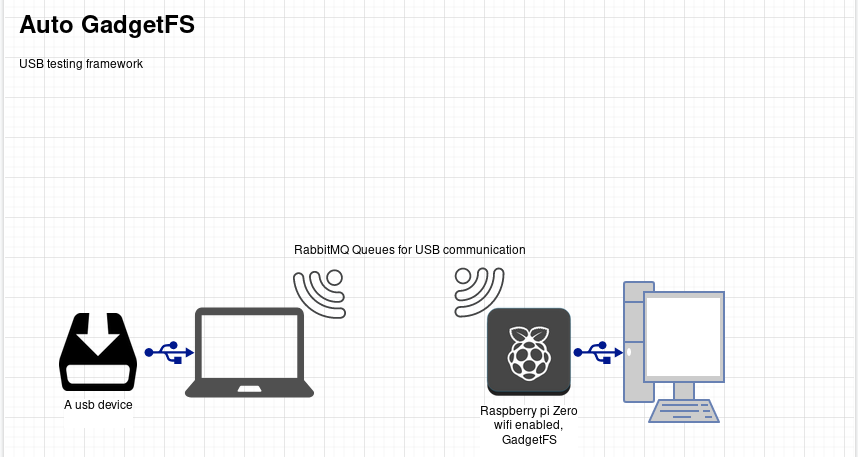 Auto GadgetFS
USB testing framework
RabbitMQ Queues for USB communication
A usb device
Raspberry pi Zero
wifi enabled,
GadgetFS